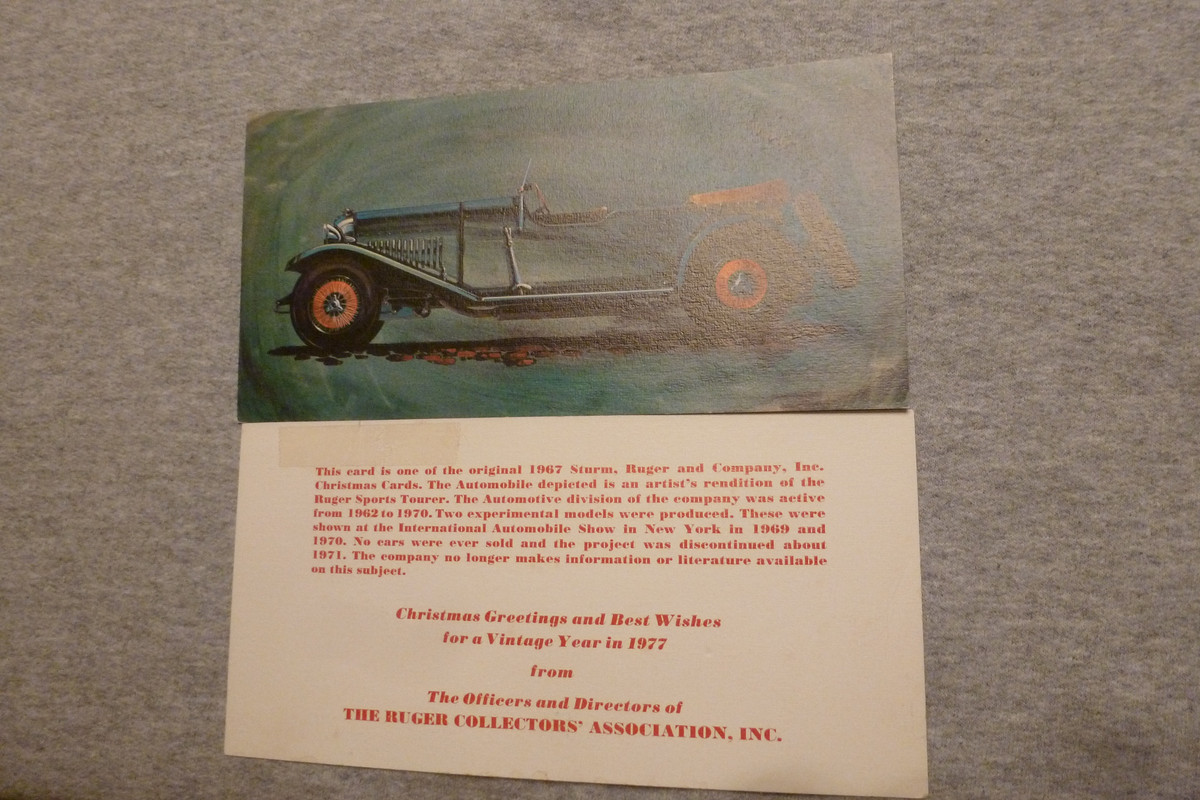 This card is one of the original 1967 Sturm, Ruger and Company, Inc.
Christmas Cards. The Automobile depicted is an artist's rendition of the
Ruger Sports Tourer. The Automotive division of the company was active
from 1962 to 1970. Two experimental models were produced. These were
shown at the International Automobile Show in New York in 1969 and
1970. No cars were ever sold and the project was discontinued about
1971. The company no longer makes information or literature available
on this subject.
Christmas Greetings and Best Wishes
for a Vintage Year in 1977
from
The Officers and Directors of
THE RUGER COLLECTORS' ASSOCIATION, INC.